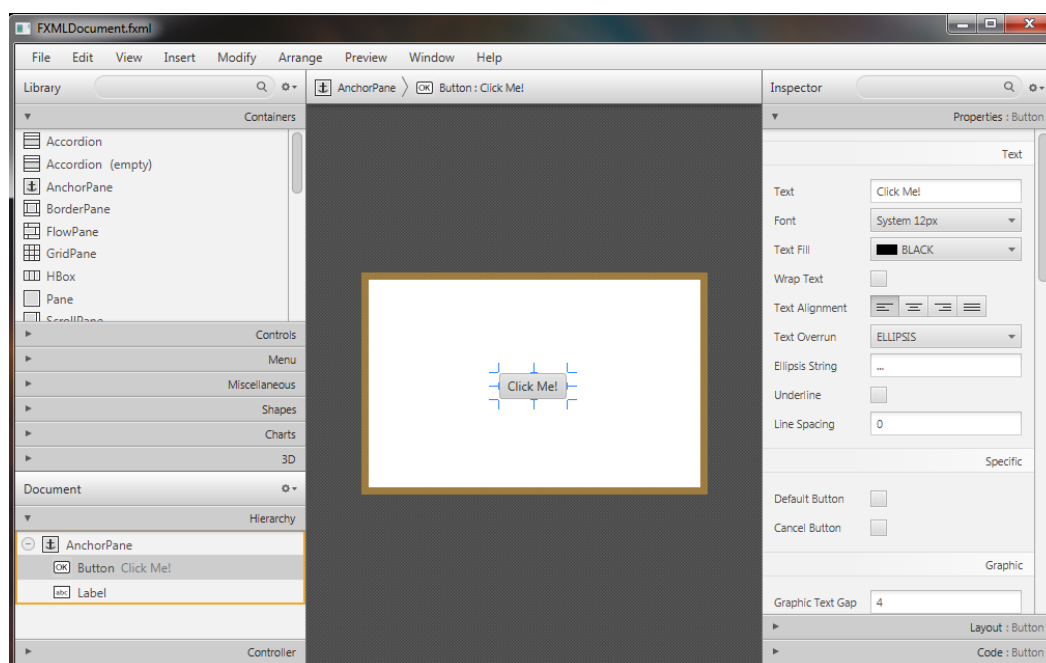 FXMLDocument.fxml
File Edit View Insert Modify Arrange Preview Window Help
Library
Containers
Accordion
Accordion (empty)
AnchorPane
BorderPane
FlowPane
GridPane
HBox
Pane
ScrollPane
Controls
Menu
Miscellaneous
Shapes
Charts
3D
Document
Hierarchy
AnchorPane
OK Button Click Me!
abc Label
Controller
AnchorPane OK Button : Click Me!
Click Me!
Inspector
Properties : Button
Text
Text Click Me!
Font System 12px
Text Fill BLACK
Wrap Text
Text Alignment
Text Overrun ELLIPSIS
Ellipsis String ...
Underline
Line Spacing 0
Specific
Default Button
Cancel Button
Graphic
Graphic Text Gap 4
Layout : Button
Code : Button